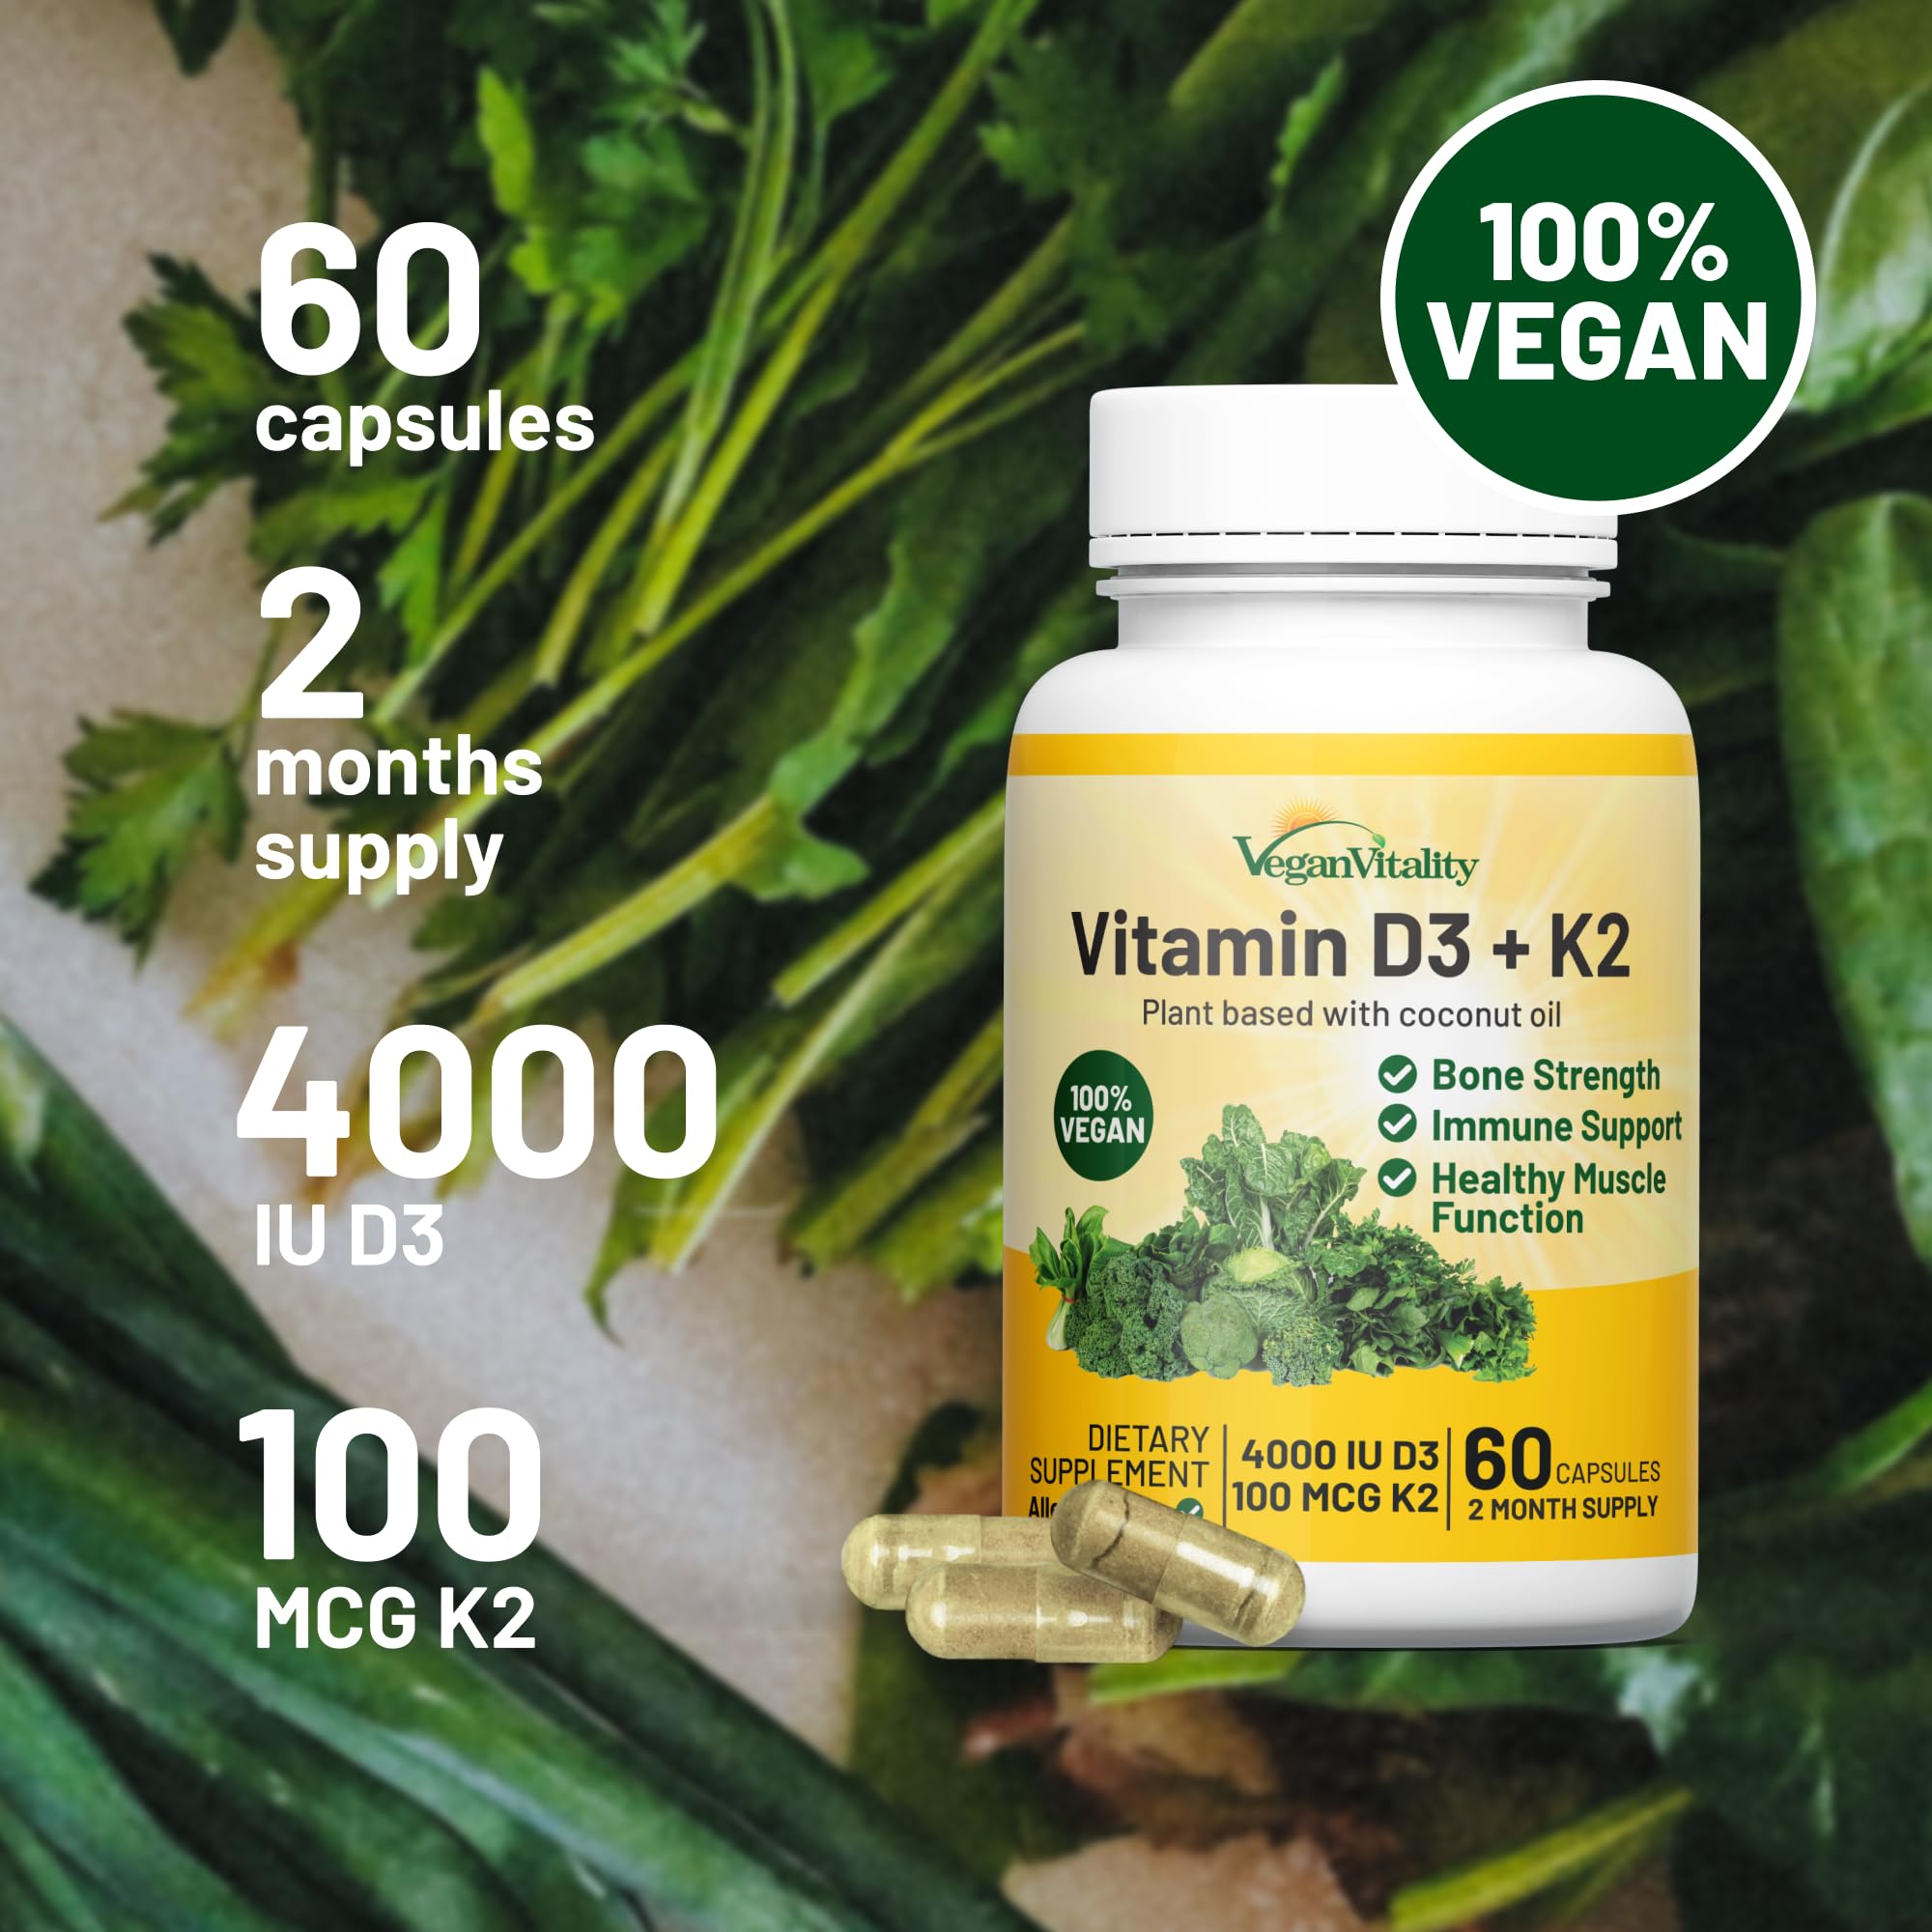 60
capsules
2
months
supply
4000
IU D3
100
MCG K2
100%
VEGAN
VeganVitality
Vitamin D3 + K2
Plant based with coconut oil
100%
VEGAN
Bone Strength
Immune Support
Healthy Muscle
Function
DIETARY
SUPPLEMENT
4000 IU D3
100 MCG K2
60 CAPSULES
2 MONTH SUPPLY